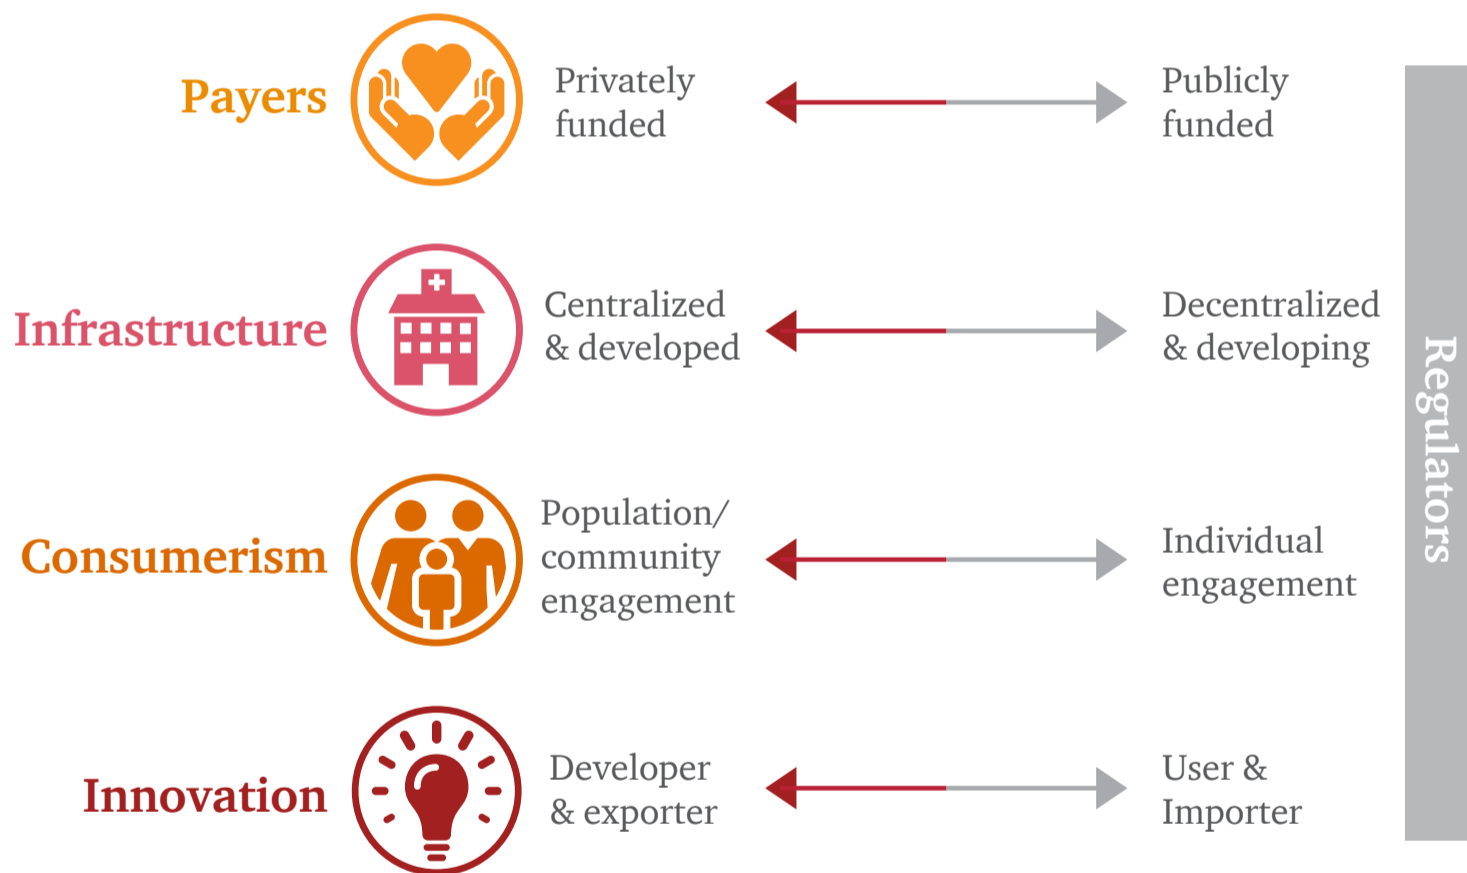 Payers
Privately
funded
Publicly
funded
Infrastructure
Centralized
& developed
Decentralized
& developing
Consumerism
Population/
community
engagement
Individual
engagement
Innovation
Developer
& exporter
User &
Importer
Regulators